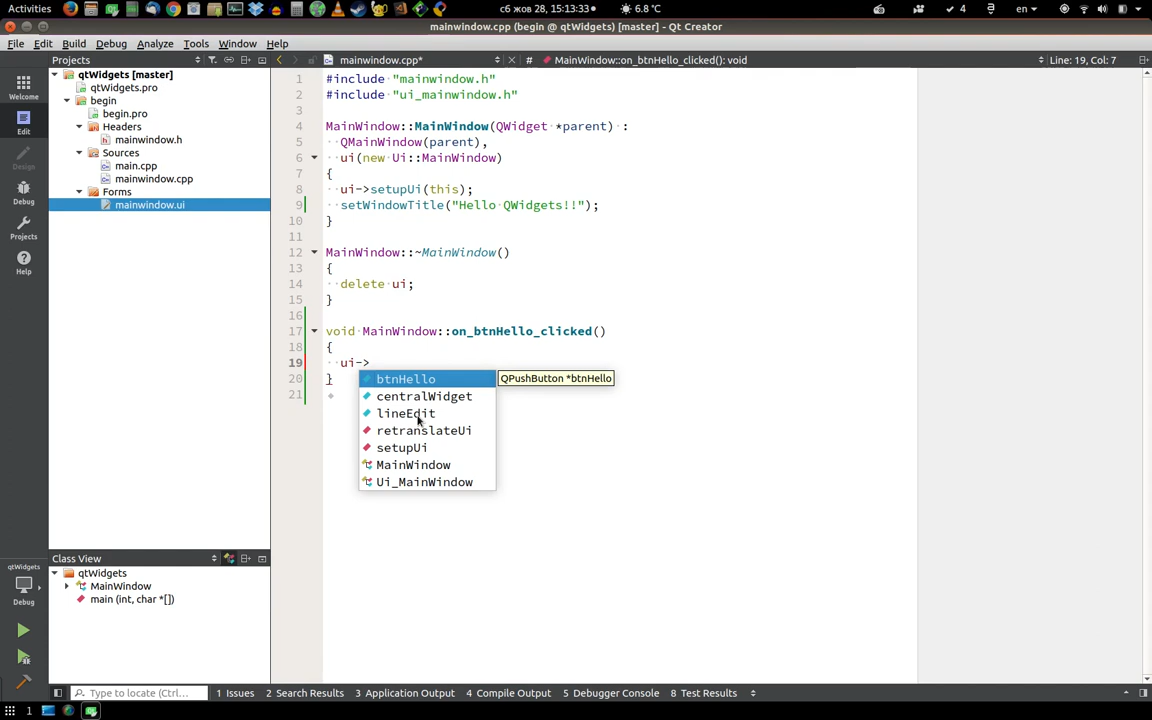 Activities
сб жов 28, 15:13:33
6.8 °C
4
en
mainwindow.cpp (begin @ qtWidgets) [master] - Qt Creator
File Edit Build Debug Analyze Tools Window Help
Projects
mainwindow.cpp*
#
MainWindow::on_btnHello_clicked(): void
Line: 19, Col: 7
Welcome
Edit
Design
Debug
Projects
Help
qtWidgets
Debug
qtWidgets [master]
qtWidgets.pro
begin
begin.pro
Headers
mainwindow.h
Sources
main.cpp
mainwindow.cpp
Forms
mainwindow.ui
Class View
qtWidgets
MainWindow
main (int, char *[])
1 #include "mainwindow.h"
2 #include "ui_mainwindow.h"
3
4 MainWindow::MainWindow(QWidget *parent) :
5 QMainWindow(parent),
6 ui(new Ui::MainWindow)
7 {
8 ui->setupUi(this);
9 setWindowTitle("Hello QWidgets!!");
10 }
11
12 MainWindow::~MainWindow()
13 {
14 delete ui;
15 }
16
17 void MainWindow::on_btnHello_clicked()
18 {
19 ui->
20 }
21
btnHello
QPushButton *btnHello
centralWidget
lineEdit
retranslateUi
setupUi
MainWindow
Ui_MainWindow
Type to locate (Ctrl...
1 Issues
2 Search Results
3 Application Output
4 Compile Output
5 Debugger Console
8 Test Results
1